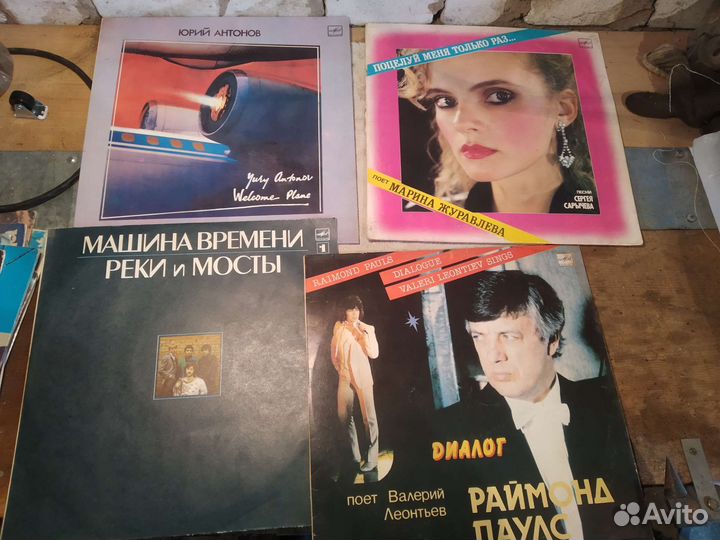 ЮРИЙ АНТОНОВ
Yury Antonov
Welcome Plane
ПОЦЕЛУЙ МЕНЯ ТОЛЬКО РАЗ...
ПОЕТ МАРИНА ЖУРАВЛЕВА
ПЕСНИ
СЕРГЕЯ
САРЫЧЕВА
МАШИНА ВРЕМЕНИ
РЕКИ и МОСТЫ
1
RAIMOND PAULS
DIALOGUE
VALERI LEONTIEV SINGS
DИАЛОГ
поет Валерий
Леонтьев
РАЙМОНД
ПАУЛС
Avito